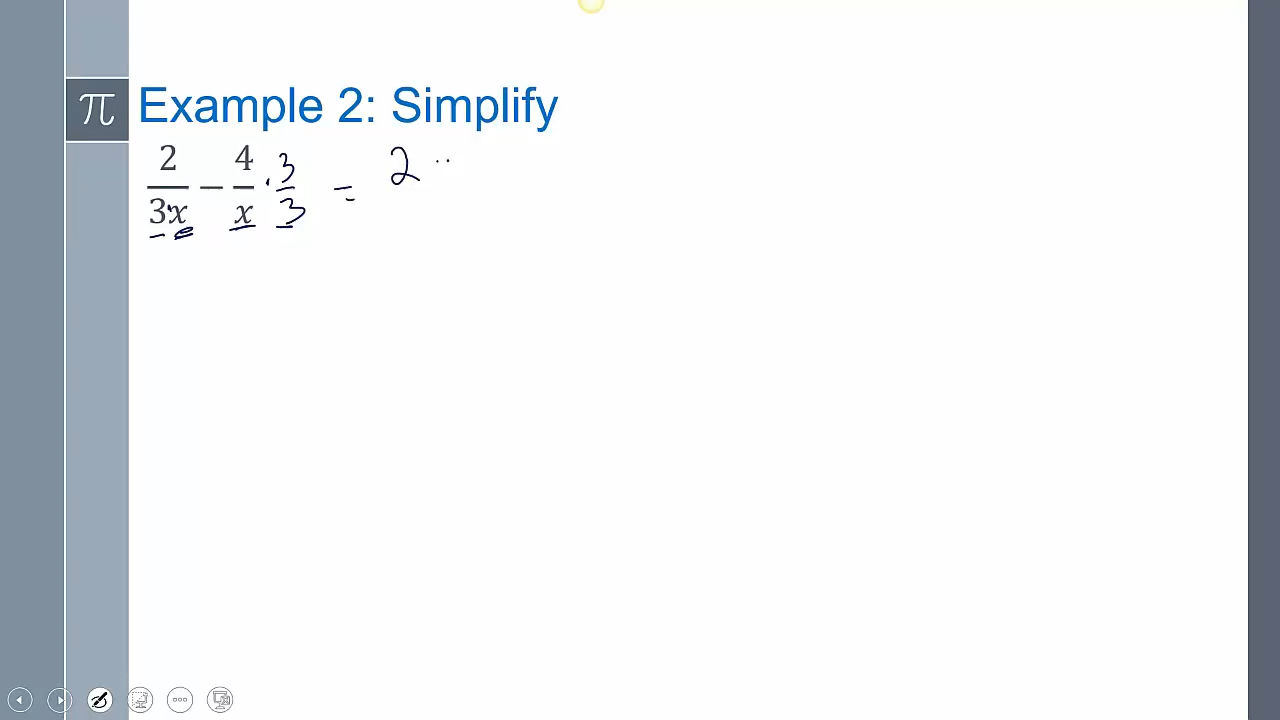 π Example 2: Simplify
2/3x − 4/x · 3/3 = 2